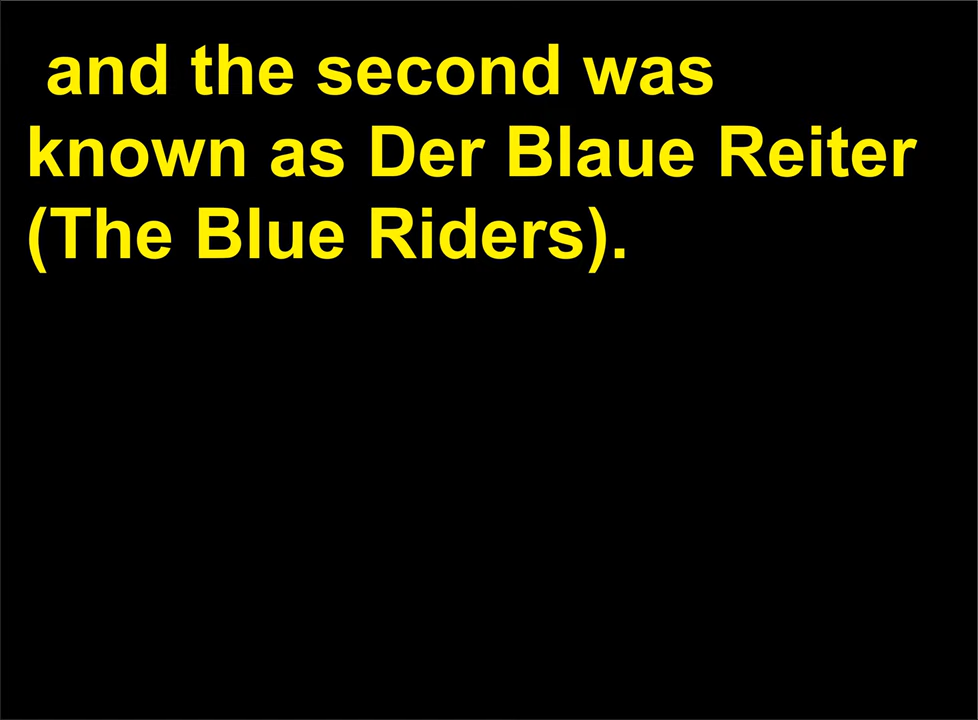 and the second was
known as Der Blaue Reiter
(The Blue Riders).